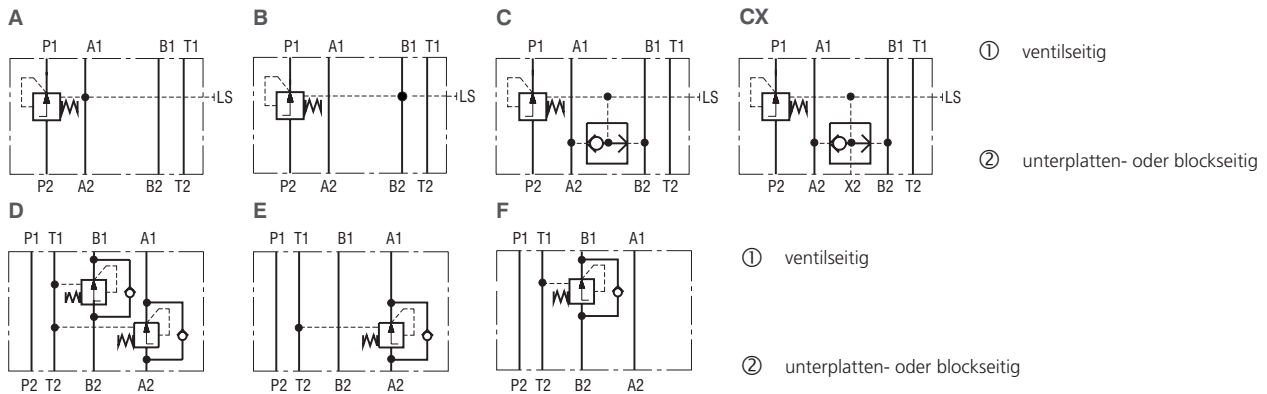 A B C CX
P1 A1 B1 T1 P1 A1 B1 T1 P1 A1 B1 T1 P1 A1 B1 T1
① ventilseitig
LS LS LS LS
② unterplatten- oder blockseitig
P2 A2 B2 T2 P2 A2 B2 T2 P2 A2 B2 T2 P2 A2 X2 B2 T2
D E F
P1 T1 B1 A1 P1 T1 B1 A1 P1 T1 B1 A1
① ventilseitig
② unterplatten- oder blockseitig
P2 T2 B2 A2 P2 T2 B2 A2 P2 T2 B2 A2